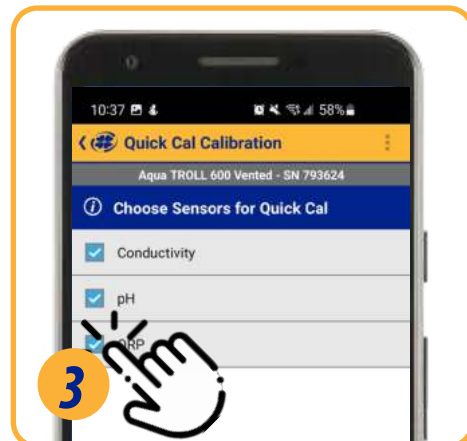 10:37 58%
Quick Cal Calibration
Aqua TROLL 600 Vented - SN 793624
Choose Sensors for Quick Cal
Conductivity
pH
ORP
3